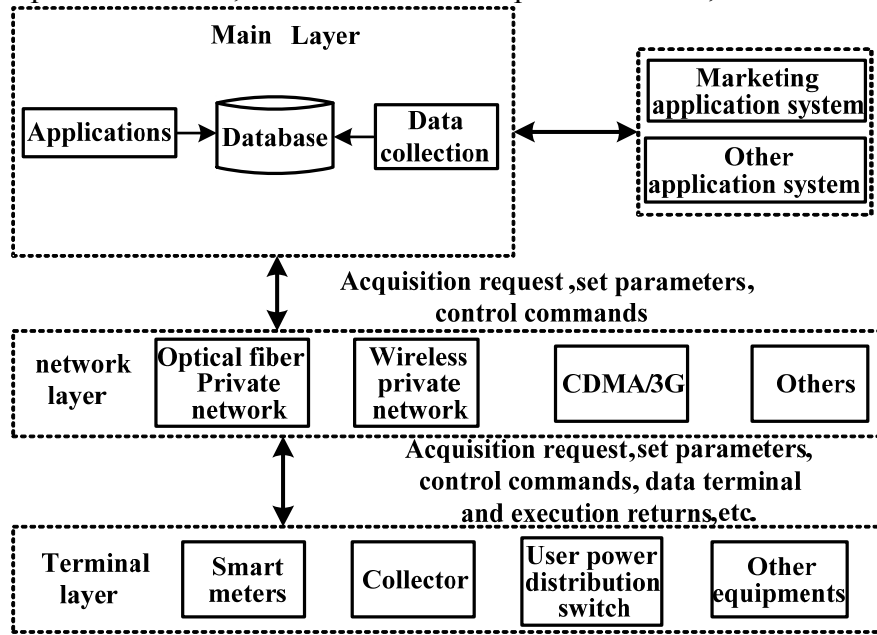 Main Layer
Applications
Database
Data
collection
Marketing
application system
Other
application system
Acquisition request ,set parameters,
control commands
network
layer
Optical fiber
Private
network
Wireless
private
network
CDMA/3G
Others
Acquisition request,set parameters,
control commands, data terminal
and execution returns,etc.
Terminal
layer
Smart
meters
Collector
User power
distribution
switch
Other
equipments